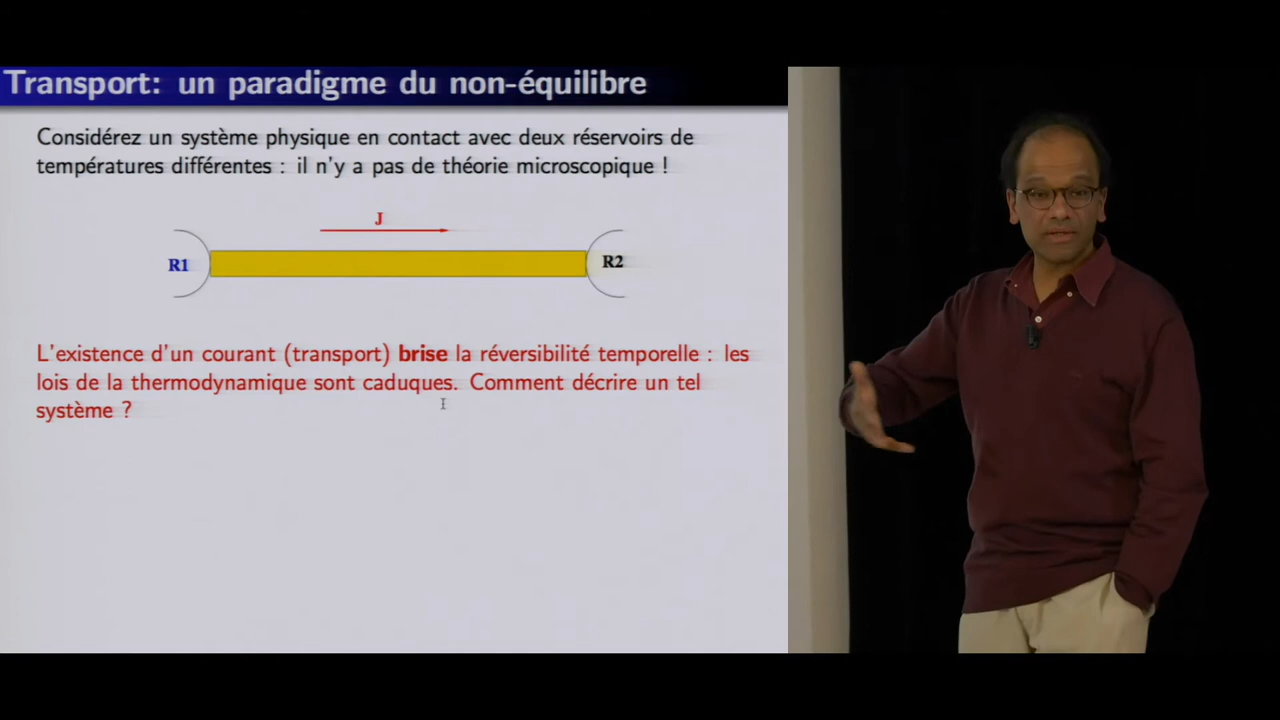 Transport: un paradigme du non-équilibre
Considérez un système physique en contact avec deux réservoirs de
températures différentes : il n'y a pas de théorie microscopique !
J
R1
R2
L'existence d'un courant (transport) brise la réversibilité temporelle : les
lois de la thermodynamique sont caduques. Comment décrire un tel
système ?